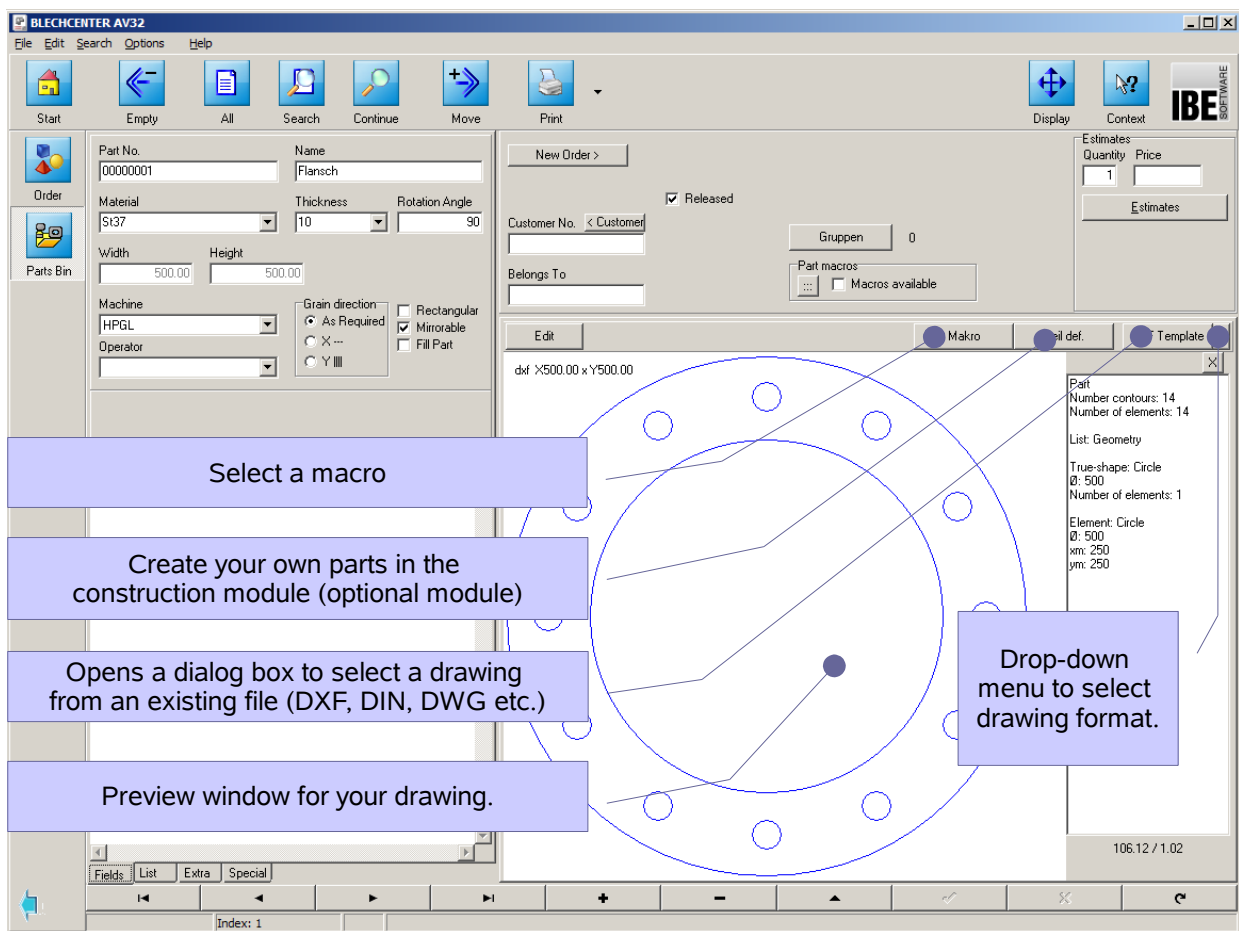 BLECHCENTER AV32
File Edit Search Options Help
Start Empty All Search Continue Move Print Display Context IBE SOFTWARE
Order
Parts Bin
Part No. Name
00000001 Flansch
Material Thickness Rotation Angle
St37 10 90
Width Height
500.00 500.00
Machine
HPGL
Operator
Grain direction
As Required
X ---
Y ||||
Rectangular
Mirrorable
Fill Part
New Order >
Released
Customer No. < Customer
Belongs To
Gruppen 0
Part macros
::: Macros available
Estimates
Quantity Price
1
Estimates
Edit Makro eil def. Template
dxf X500.00 x Y500.00
X
Part
Number contours: 14
Number of elements: 14
List: Geometry
True-shape: Circle
Ø: 500
Number of elements: 1
Element: Circle
Ø: 500
xm: 250
ym: 250
Select a macro
Create your own parts in the
construction module (optional module)
Opens a dialog box to select a drawing
from an existing file (DXF, DIN, DWG etc.)
Preview window for your drawing.
Drop-down
menu to select
drawing format.
106.12 / 1.02
Fields List Extra Special
Index: 1